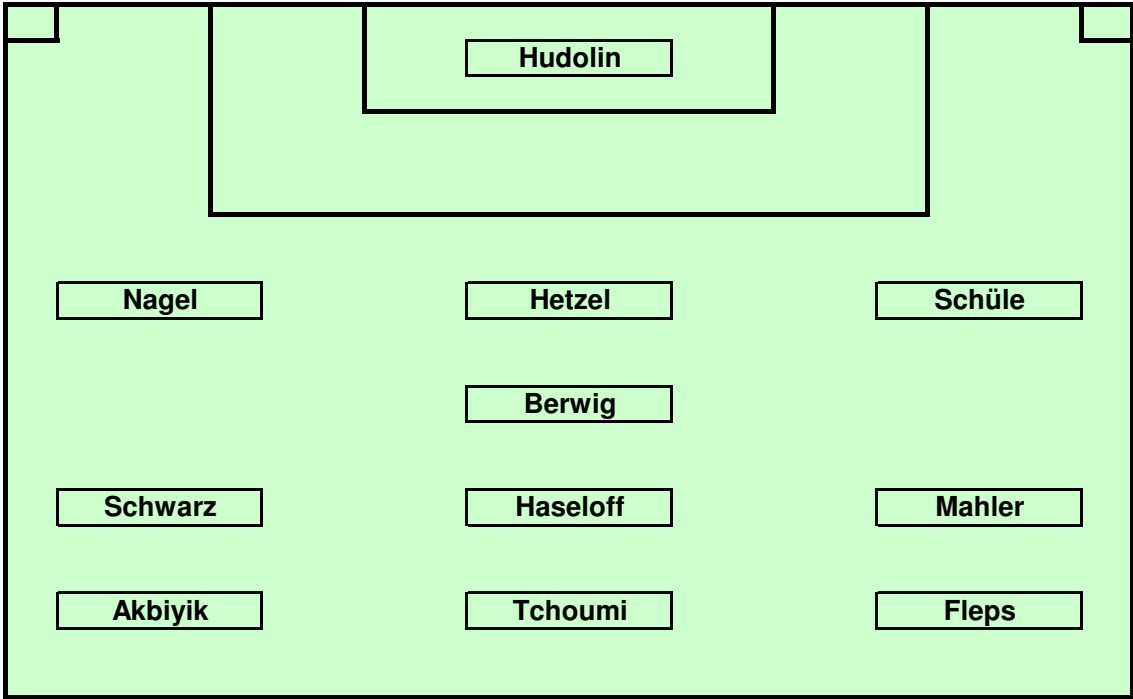 Hudolin
Nagel Hetzel Schüle
Berwig
Schwarz Haseloff Mahler
Akbiyik Tchoumi Fleps